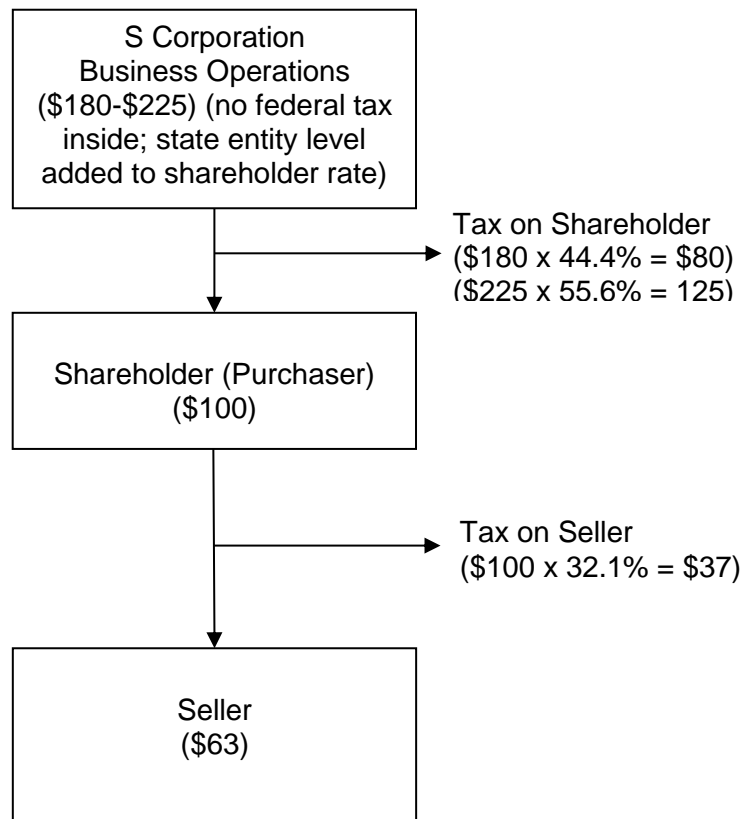 S Corporation
Business Operations
($180-$225) (no federal tax
inside; state entity level
added to shareholder rate)
Tax on Shareholder
($180 x 44.4% = $80)
($225 x 55.6% = 125)
Shareholder (Purchaser)
($100)
Tax on Seller
($100 x 32.1% = $37)
Seller
($63)